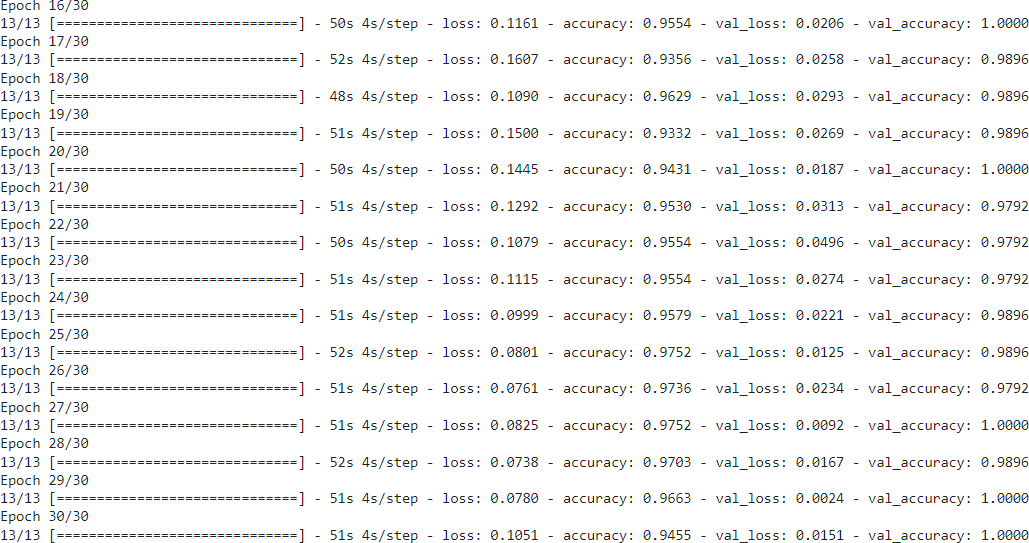 Epoch 16/30
13/13 [==============================] - 50s 4s/step - loss: 0.1161 - accuracy: 0.9554 - val_loss: 0.0206 - val_accuracy: 1.0000
Epoch 17/30
13/13 [==============================] - 52s 4s/step - loss: 0.1607 - accuracy: 0.9356 - val_loss: 0.0258 - val_accuracy: 0.9896
Epoch 18/30
13/13 [==============================] - 48s 4s/step - loss: 0.1090 - accuracy: 0.9629 - val_loss: 0.0293 - val_accuracy: 0.9896
Epoch 19/30
13/13 [==============================] - 51s 4s/step - loss: 0.1500 - accuracy: 0.9332 - val_loss: 0.0269 - val_accuracy: 0.9896
Epoch 20/30
13/13 [==============================] - 50s 4s/step - loss: 0.1445 - accuracy: 0.9431 - val_loss: 0.0187 - val_accuracy: 1.0000
Epoch 21/30
13/13 [==============================] - 51s 4s/step - loss: 0.1292 - accuracy: 0.9530 - val_loss: 0.0313 - val_accuracy: 0.9792
Epoch 22/30
13/13 [==============================] - 50s 4s/step - loss: 0.1079 - accuracy: 0.9554 - val_loss: 0.0496 - val_accuracy: 0.9792
Epoch 23/30
13/13 [==============================] - 51s 4s/step - loss: 0.1115 - accuracy: 0.9554 - val_loss: 0.0274 - val_accuracy: 0.9792
Epoch 24/30
13/13 [==============================] - 51s 4s/step - loss: 0.0999 - accuracy: 0.9579 - val_loss: 0.0221 - val_accuracy: 0.9896
Epoch 25/30
13/13 [==============================] - 52s 4s/step - loss: 0.0801 - accuracy: 0.9752 - val_loss: 0.0125 - val_accuracy: 0.9896
Epoch 26/30
13/13 [==============================] - 51s 4s/step - loss: 0.0761 - accuracy: 0.9736 - val_loss: 0.0234 - val_accuracy: 0.9792
Epoch 27/30
13/13 [==============================] - 51s 4s/step - loss: 0.0825 - accuracy: 0.9752 - val_loss: 0.0092 - val_accuracy: 1.0000
Epoch 28/30
13/13 [==============================] - 52s 4s/step - loss: 0.0738 - accuracy: 0.9703 - val_loss: 0.0167 - val_accuracy: 0.9896
Epoch 29/30
13/13 [==============================] - 51s 4s/step - loss: 0.0780 - accuracy: 0.9663 - val_loss: 0.0024 - val_accuracy: 1.0000
Epoch 30/30
13/13 [==============================] - 51s 4s/step - loss: 0.1051 - accuracy: 0.9455 - val_loss: 0.0151 - val_accuracy: 1.0000